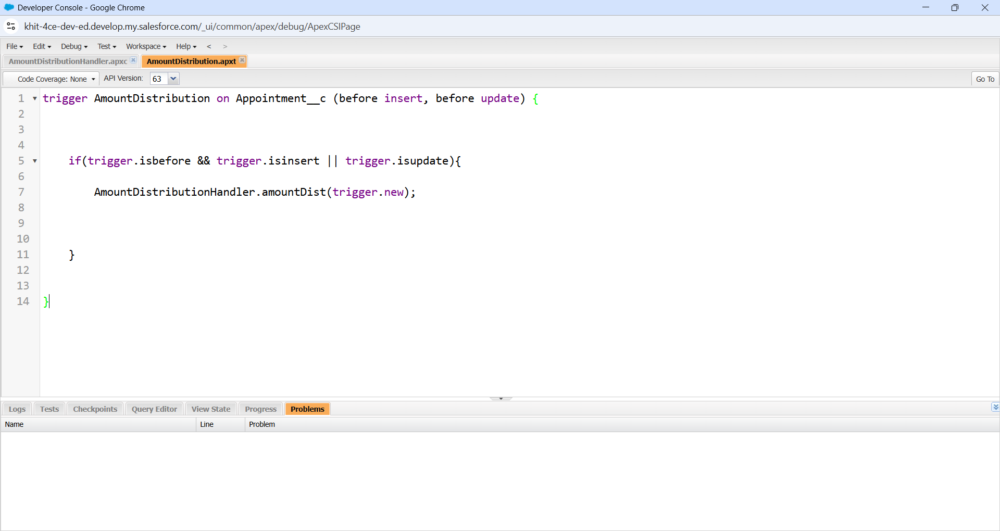 Developer Console - Google Chrome
khit-4ce-dev-ed.develop.my.salesforce.com/_ui/common/apex/debug/ApexCSIPage
File Edit Debug Test Workspace Help < >
AmountDistributionHandler.apxc AmountDistribution.apxt
Code Coverage: None API Version: 63 Go To
1 trigger AmountDistribution on Appointment__c (before insert, before update) {
2
3
4
5 if(trigger.isbefore && trigger.isinsert || trigger.isupdate){
6
7 AmountDistributionHandler.amountDist(trigger.new);
8
9
10
11 }
12
13
14 }
Logs Tests Checkpoints Query Editor View State Progress Problems
Name Line Problem